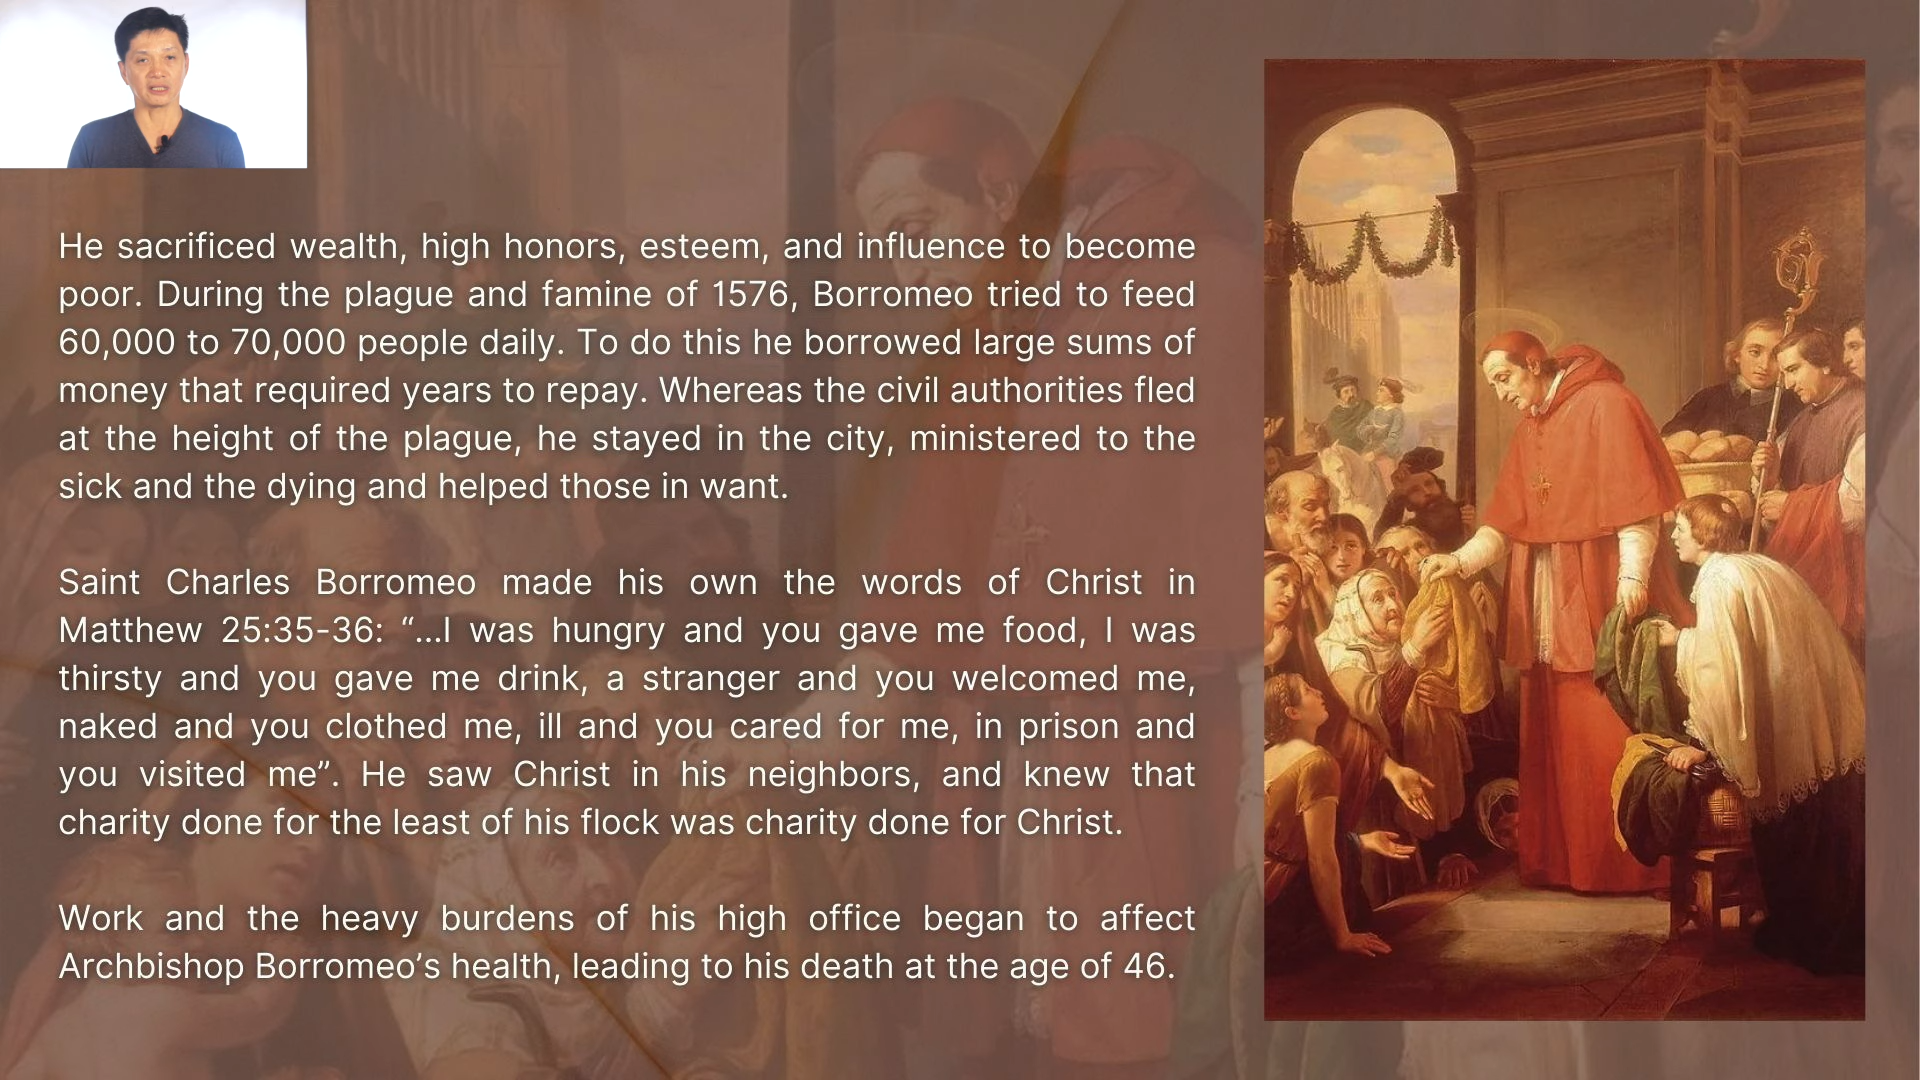 He sacrificed wealth, high honors, esteem, and influence to become
poor. During the plague and famine of 1576, Borromeo tried to feed
60,000 to 70,000 people daily. To do this he borrowed large sums of
money that required years to repay. Whereas the civil authorities fled
at the height of the plague, he stayed in the city, ministered to the
sick and the dying and helped those in want.
Saint Charles Borromeo made his own the words of Christ in
Matthew 25:35-36: “...I was hungry and you gave me food, I was
thirsty and you gave me drink, a stranger and you welcomed me,
naked and you clothed me, ill and you cared for me, in prison and
you visited me”. He saw Christ in his neighbors, and knew that
charity done for the least of his flock was charity done for Christ.
Work and the heavy burdens of his high office began to affect
Archbishop Borromeo’s health, leading to his death at the age of 46.